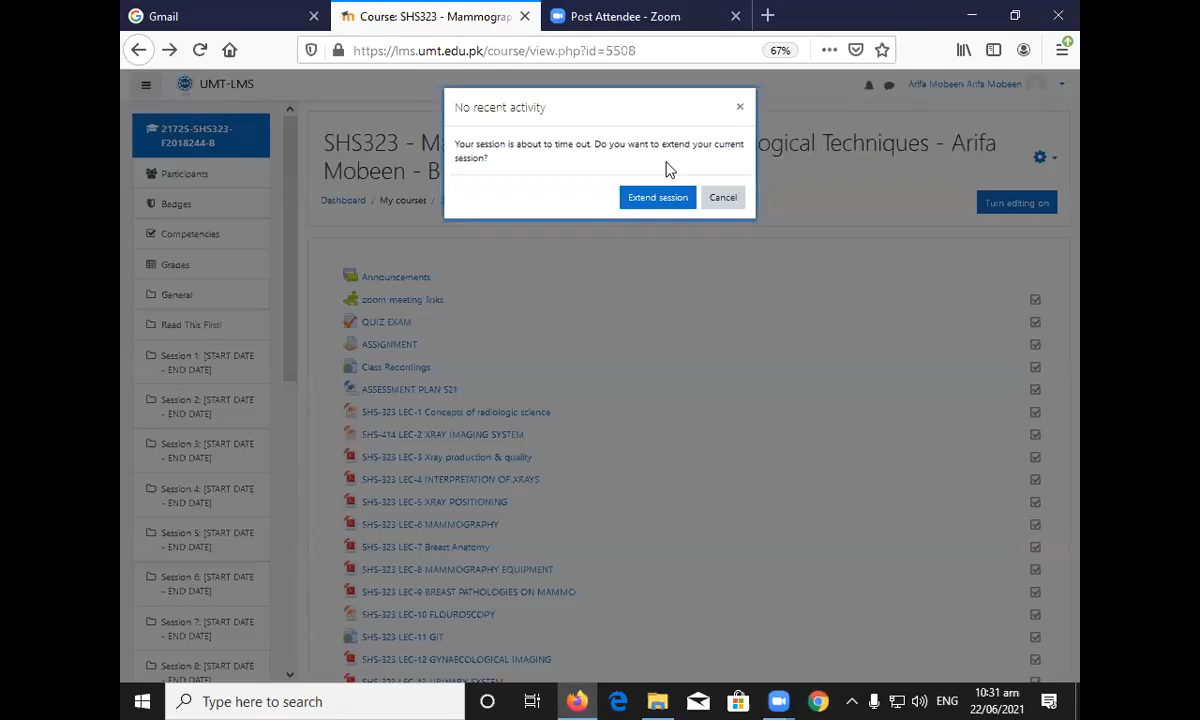 Gmail
Course: SHS323 - Mammograp
Post Attendee - Zoom
https://lms.umt.edu.pk/course/view.php?id=5508
67%
UMT-LMS
Arifa Mobeen Arifa Mobeen
No recent activity
Your session is about to time out. Do you want to extend your current
session?
Extend session
Cancel
21725-SHS323-
F2018244-B
Participants
Badges
Competencies
Grades
General
Read This First!
Session 1: [START DATE
- END DATE]
Session 2: [START DATE
- END DATE]
Session 3: [START DATE
- END DATE]
Session 4: [START DATE
- END DATE]
Session 5: [START DATE
- END DATE]
Session 6: [START DATE
- END DATE]
Session 7: [START DATE
- END DATE]
Session 8: [START DATE
SHS323 - M
ogical Techniques - Arifa
Mobeen - B
Dashboard / My courses /
Turn editing on
Announcements
zoom meeting links
QUIZ EXAM
ASSIGNMENT
Class Recordings
ASSESSMENT PLAN S21
SHS-323 LEC-1 Concepts of radiologic science
SHS-414 LEC-2 XRAY IMAGING SYSTEM
SHS-323 LEC-3 Xray production & quality
SHS-323 LEC-4 INTERPRETATION OF XRAYS
SHS-323 LEC-5 XRAY POSITIONING
SHS-323 LEC-6 MAMMOGRAPHY
SHS-323 LEC-7 Breast Anatomy
SHS-323 LEC-8 MAMMOGRAPHY EQUIPMENT
SHS-323 LEC-9 BREAST PATHOLOGIES ON MAMMO
SHS-323 LEC-10 FLOUROSCOPY
SHS-323 LEC-11 GIT
SHS-323 LEC-12 GYNAECOLOGICAL IMAGING
SHS-323 LEC-13 URINARY SYSTEM
Type here to search
ENG
10:31 am
22/06/2021